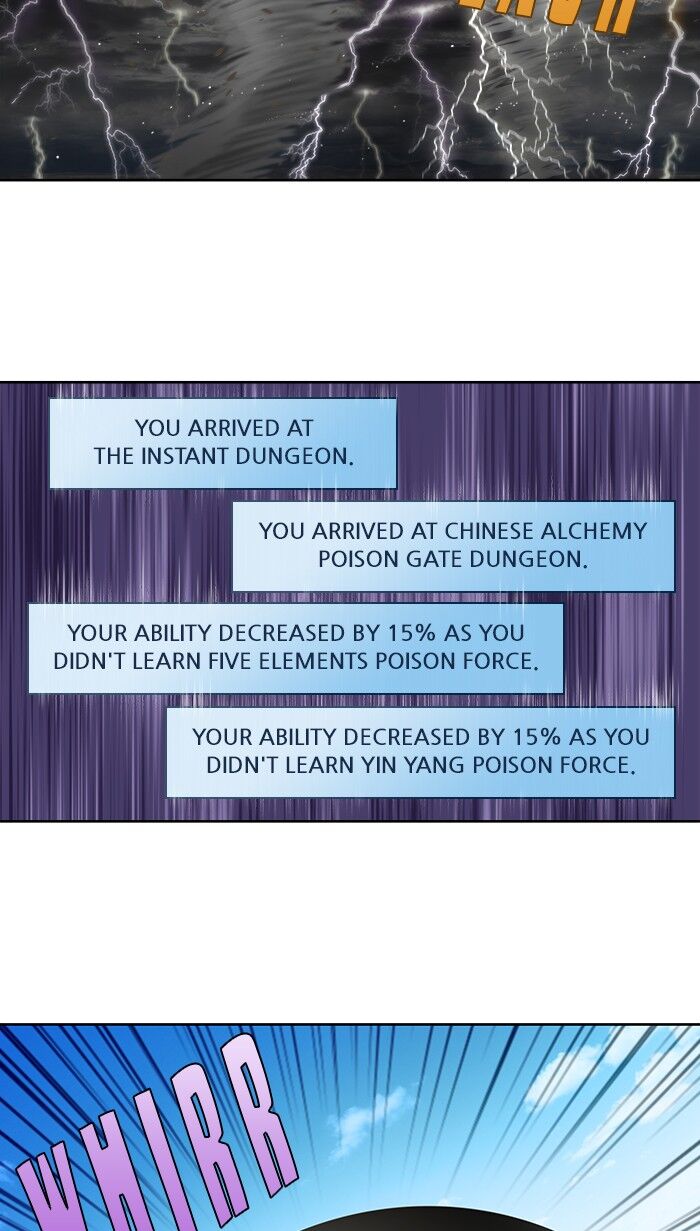 YOU ARRIVED AT
THE INSTANT DUNGEON.
YOU ARRIVED AT CHINESE ALCHEMY
POISON GATE DUNGEON.
YOUR ABILITY DECREASED BY 15% AS YOU
DIDN'T LEARN FIVE ELEMENTS POISON FORCE.
YOUR ABILITY DECREASED BY 15% AS YOU
DIDN'T LEARN YIN YANG POISON FORCE.
WHIRR